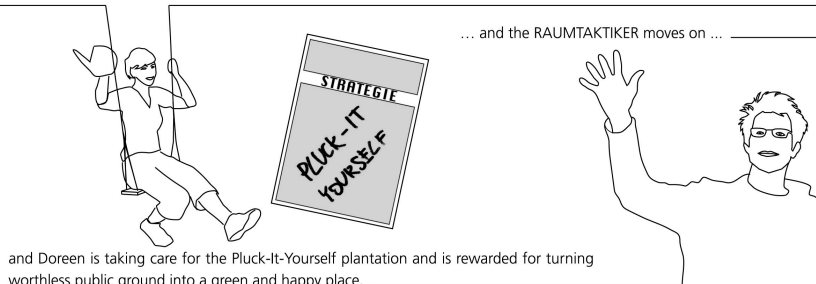 … and the RAUMTAKTIKER moves on ...
STRATEGIE
PLUCK-IT
YOURSELF
and Doreen is taking care for the Pluck-It-Yourself plantation and is rewarded for turning
worthless public ground into a green and happy place.